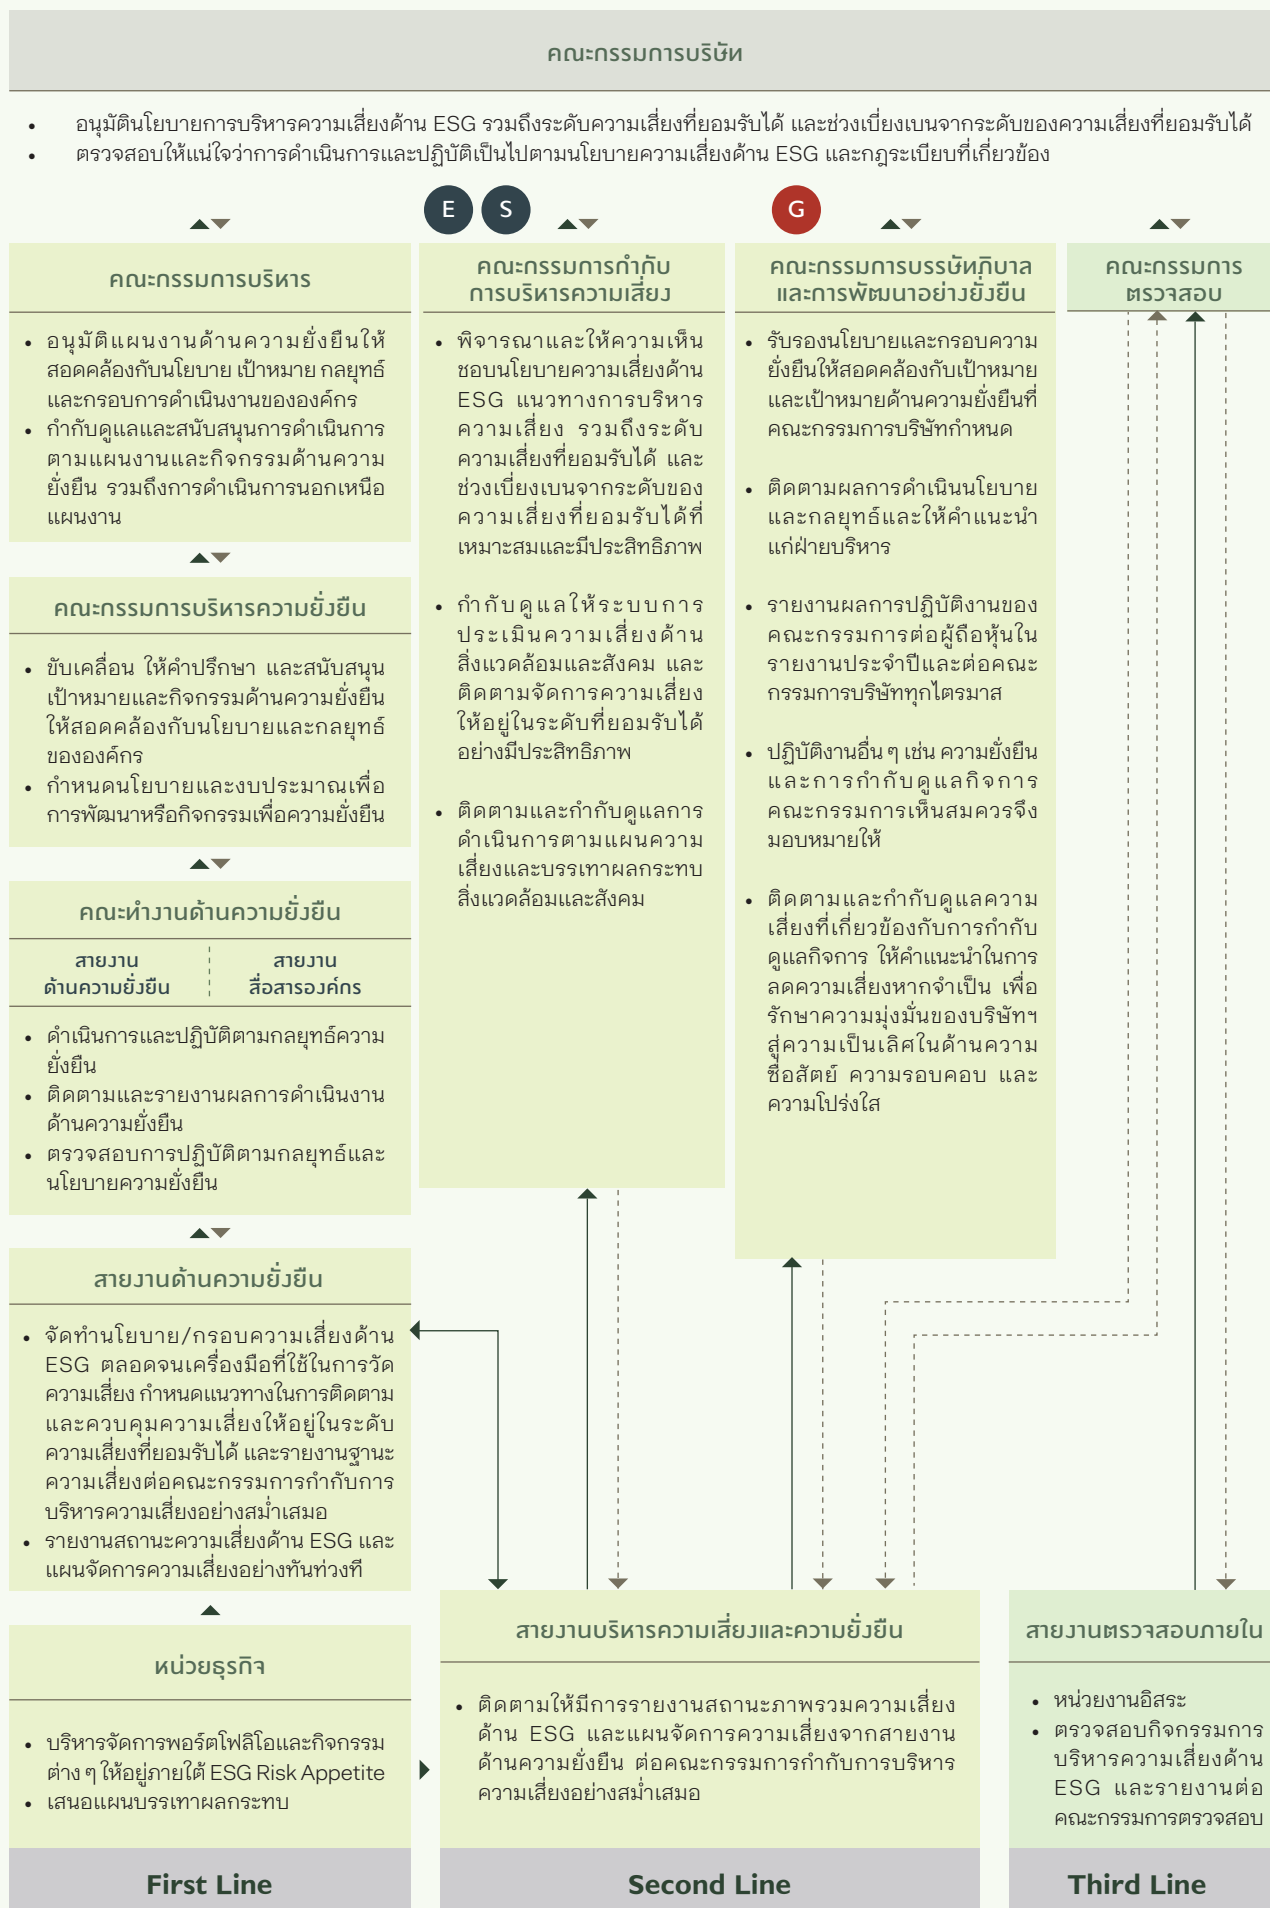 คณะกรรมการบริษัท
• อนุมัตินโยบายการบริหารความเสี่ยงด้าน ESG รวมถึงระดับความเสี่ยงที่ยอมรับได้ และช่วงเบี่ยงเบนจากระดับของความเสี่ยงที่ยอมรับได้
• ตรวจสอบให้แน่ใจว่าการดำเนินการและปฏิบัติเป็นไปตามนโยบายความเสี่ยงด้าน ESG และกฎระเบียบที่เกี่ยวข้อง
คณะกรรมการบริหาร
• อนุมัติแผนงานด้านความยั่งยืนให้
สอดคล้องกับนโยบาย เป้าหมาย กลยุทธ์
และกรอบการดำเนินงานขององค์กร
• กำกับดูแลและสนับสนุนการดำเนินการ
ตามแผนงานและกิจกรรมด้านความ
ยั่งยืน รวมถึงการดำเนินการนอกเหนือ
แผนงาน
คณะกรรมการบริหารความยั่งยืน
• ขับเคลื่อน ให้คำปรึกษา และสนับสนุน
เป้าหมายและกิจกรรมด้านความยั่งยืน
ให้สอดคล้องกับนโยบายและกลยุทธ์
ขององค์กร
• กำหนดนโยบายและงบประมาณเพื่อ
การพัฒนาหรือกิจกรรมเพื่อความยั่งยืน
คณะทำงานด้านความยั่งยืน
สายงาน
ด้านความยั่งยืน
สายงาน
สื่อสารองค์กร
• ดำเนินการและปฏิบัติตามกลยุทธ์ความ
ยั่งยืน
• ติดตามและรายงานผลการดำเนินงาน
ด้านความยั่งยืน
• ตรวจสอบการปฏิบัติตามกลยุทธ์และ
นโยบายความยั่งยืน
สายงานด้านความยั่งยืน
• จัดทำนโยบาย/กรอบความเสี่ยงด้าน
ESG ตลอดจนเครื่องมือที่ใช้ในการวัด
ความเสี่ยง กำหนดแนวทางในการติดตาม
และควบคุมความเสี่ยงให้อยู่ในระดับ
ความเสี่ยงที่ยอมรับได้ และรายงานฐานะ
ความเสี่ยงต่อคณะกรรมการกำกับการ
บริหารความเสี่ยงอย่างสม่ำเสมอ
• รายงานสถานะความเสี่ยงด้าน ESG และ
แผนจัดการความเสี่ยงอย่างทันท่วงที
หน่วยธุรกิจ
• บริหารจัดการพอร์ตโฟลิโอและกิจกรรม
ต่าง ๆ ให้อยู่ภายใต้ ESG Risk Appetite
• เสนอแผนบรรเทาผลกระทบ
First Line
E S
คณะกรรมการกำกับ
การบริหารความเสี่ยง
• พิจารณาและให้ความเห็น
ชอบนโยบายความเสี่ยงด้าน
ESG แนวทางการบริหาร
ความเสี่ยง รวมถึงระดับ
ความเสี่ยงที่ยอมรับได้ และ
ช่วงเบี่ยงเบนจากระดับของ
ความเสี่ยงที่ยอมรับได้ที่
เหมาะสมและมีประสิทธิภาพ
• กำกับดูแลให้ระบบการ
ประเมินความเสี่ยงด้าน
สิ่งแวดล้อมและสังคม และ
ติดตามจัดการความเสี่ยง
ให้อยู่ในระดับที่ยอมรับได้
อย่างมีประสิทธิภาพ
• ติดตามและกำกับดูแลการ
ดำเนินการตามแผนความ
เสี่ยงและบรรเทาผลกระทบ
สิ่งแวดล้อมและสังคม
G
คณะกรรมการบรรษัทภิบาล
และการพัฒนาอย่างยั่งยืน
• รับรองนโยบายและกรอบความ
ยั่งยืนให้สอดคล้องกับเป้าหมาย
และเป้าหมายด้านความยั่งยืนที่
คณะกรรมการบริษัทกำหนด
• ติดตามผลการดำเนินนโยบาย
และกลยุทธ์และให้คำแนะนำ
แก่ฝ่ายบริหาร
• รายงานผลการปฏิบัติงานของ
คณะกรรมการต่อผู้ถือหุ้นใน
รายงานประจำปีและต่อคณะ
กรรมการบริษัททุกไตรมาส
• ปฏิบัติงานอื่น ๆ เช่น ความยั่งยืน
และการกำกับดูแลกิจการ
คณะกรรมการเห็นสมควรจึง
มอบหมายให้
• ติดตามและกำกับดูแลความ
เสี่ยงที่เกี่ยวข้องกับการกำกับ
ดูแลกิจการ ให้คำแนะนำในการ
ลดความเสี่ยงหากจำเป็น เพื่อ
รักษาความมุ่งมั่นของบริษัทฯ
สู่ความเป็นเลิศในด้านความ
ซื่อสัตย์ ความรอบคอบ และ
ความโปร่งใส
สายงานบริหารความเสี่ยงและความยั่งยืน
• ติดตามให้มีการรายงานสถานะภาพรวมความเสี่ยง
ด้าน ESG และแผนจัดการความเสี่ยงจากสายงาน
ด้านความยั่งยืน ต่อคณะกรรมการกำกับการบริหาร
ความเสี่ยงอย่างสม่ำเสมอ
Second Line
คณะกรรมการ
ตรวจสอบ
สายงานตรวจสอบภายใน
• หน่วยงานอิสระ
• ตรวจสอบกิจกรรมการ
บริหารความเสี่ยงด้าน
ESG และรายงานต่อ
คณะกรรมการตรวจสอบ
Third Line